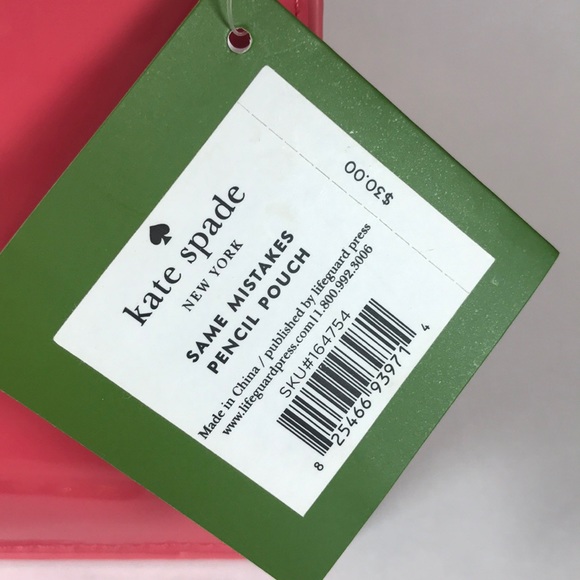 kate spade
NEW YORK
SAME MISTAKES
PENCIL POUCH
Made in China / published by lifeguard press
www.lifeguardpress.com | 1.800.992.3006
SKU#164754
8 25466 93971 4
$30.00